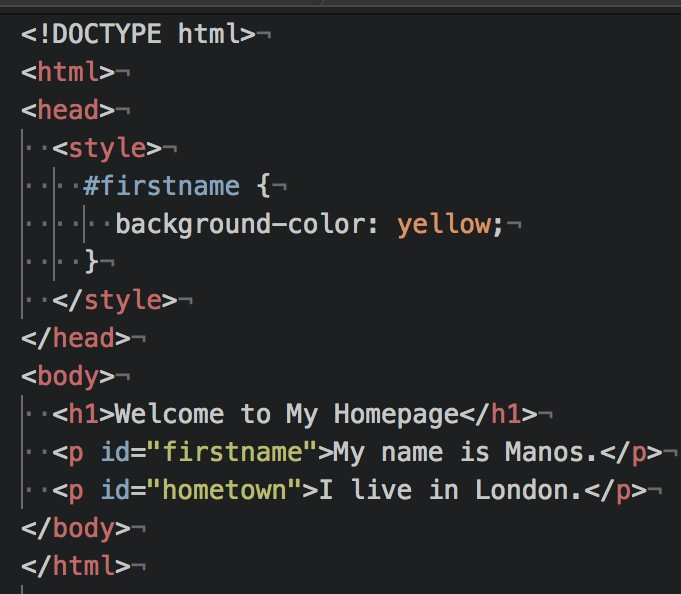 <!DOCTYPE html>
<html>
<head>
  <style>
    #firstname {
      background-color: yellow;
    }
  </style>
</head>
<body>
  <h1>Welcome to My Homepage</h1>
  <p id="firstname">My name is Manos.</p>
  <p id="hometown">I live in London.</p>
</body>
</html>